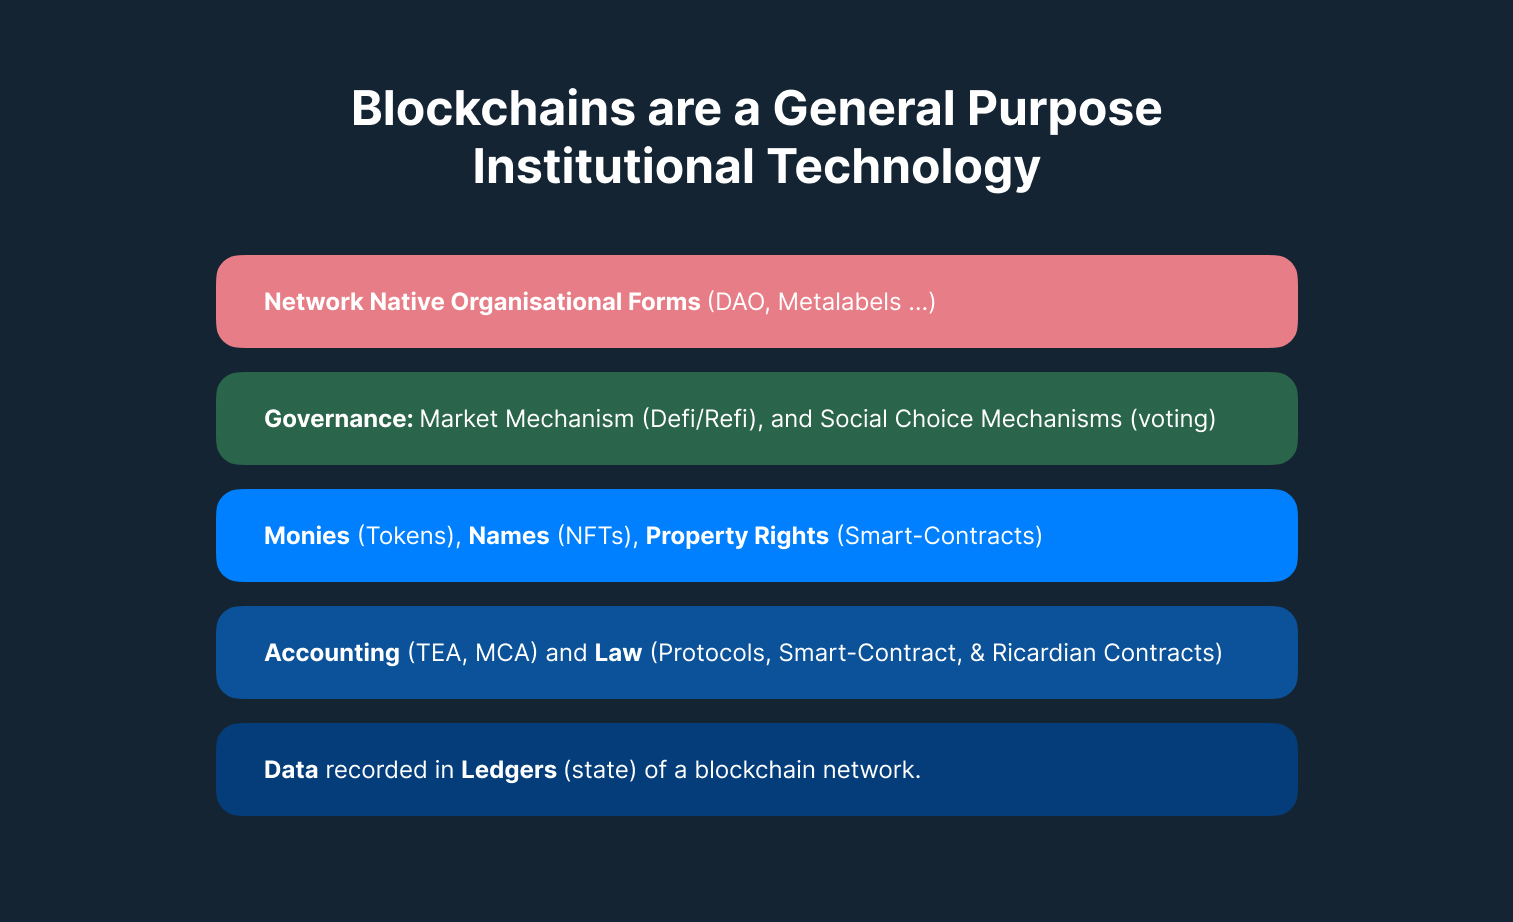 Blockchains are a General Purpose
Institutional Technology
Network Native Organisational Forms (DAO, Metalabels ...)
Governance: Market Mechanism (Defi/Refi), and Social Choice Mechanisms (voting)
Monies (Tokens), Names (NFTs), Property Rights (Smart-Contracts)
Accounting (TEA, MCA) and Law (Protocols, Smart-Contract, & Ricardian Contracts)
Data recorded in Ledgers (state) of a blockchain network.